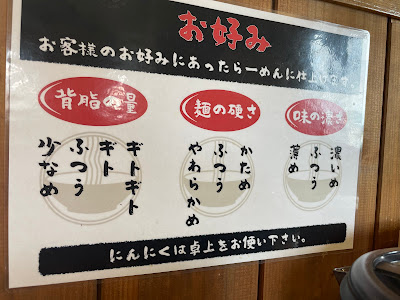 お好み
お客様のお好みにあったらーめんに仕上げます
背脂の量
ギトギト
ギト
ふつう
少なめ
麺の硬さ
かため
ふつう
やわらかめ
味の濃さ
濃いめ
ふつう
薄め
にんにくは卓上をお使い下さい。